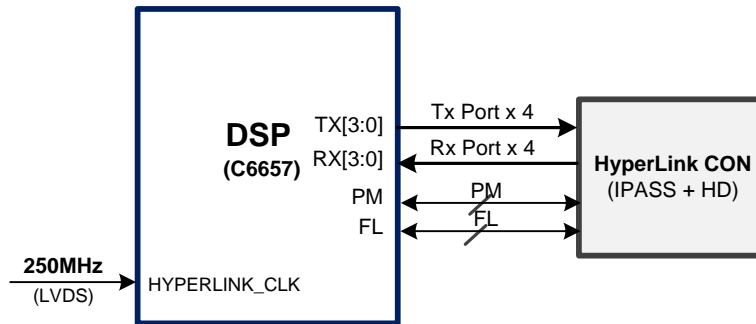 DSP
(C6657)
TX[3:0]
RX[3:0]
PM
FL
Tx Port x 4
Rx Port x 4
PM
FL
HyperLink CON
(IPASS + HD)
250MHz
(LVDS)
HYPERLINK_CLK